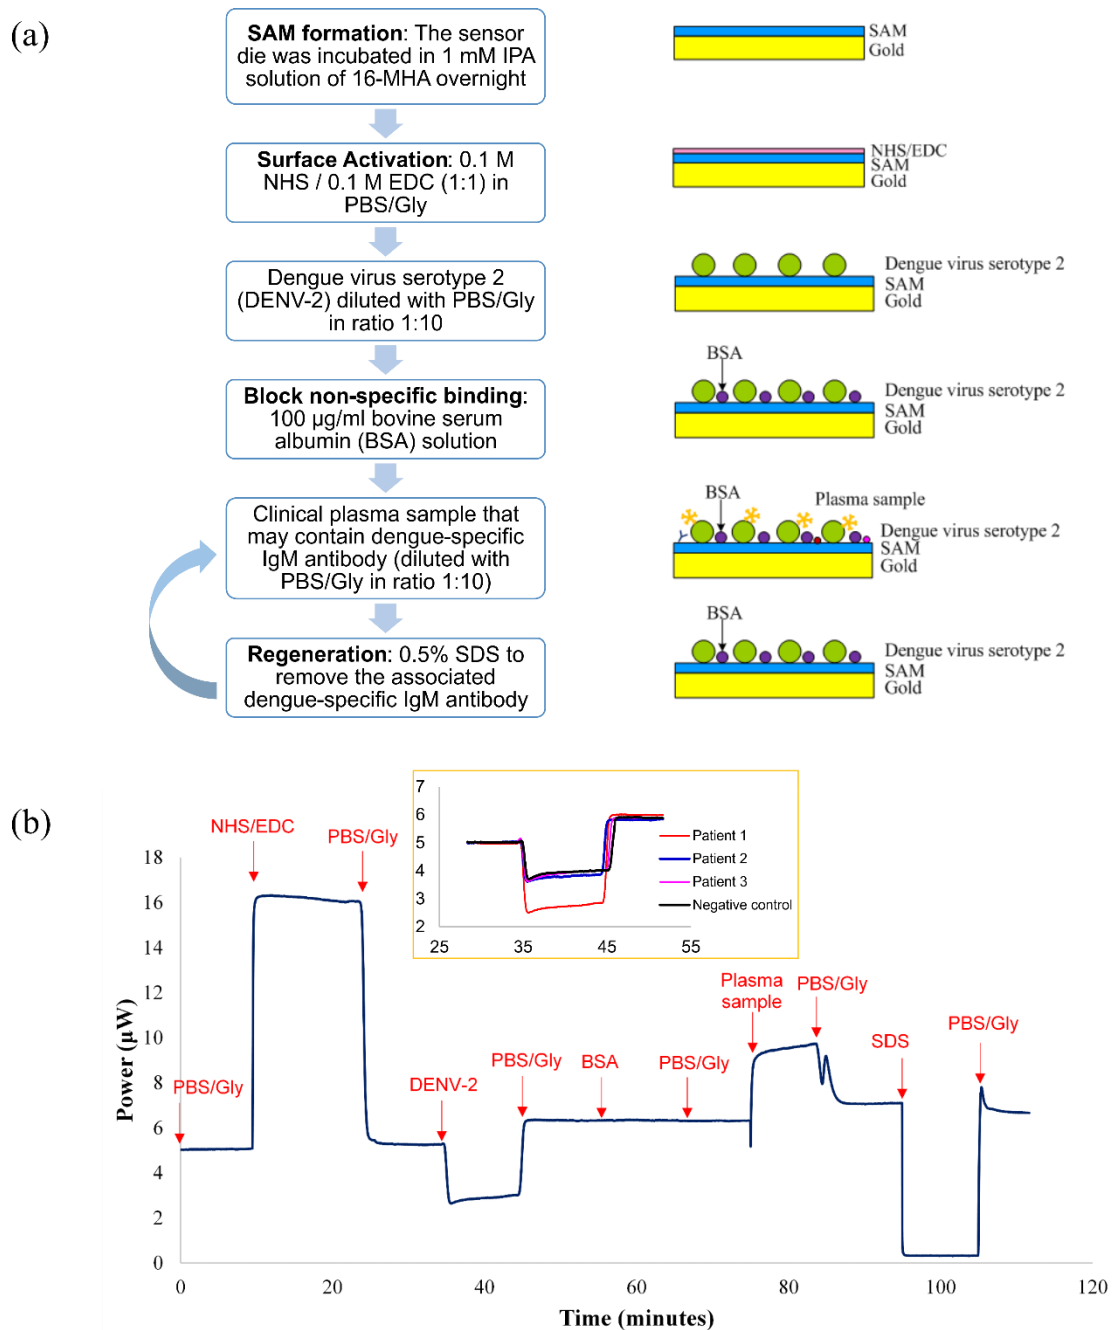 (a)
SAM formation: The sensor
die was incubated in 1 mM IPA
solution of 16-MHA overnight
SAM
Gold
Surface Activation: 0.1 M
NHS / 0.1 M EDC (1:1) in
PBS/Gly
NHS/EDC
SAM
Gold
Dengue virus serotype 2
(DENV-2) diluted with PBS/Gly
in ratio 1:10
Dengue virus serotype 2
SAM
Gold
Block non-specific binding:
100 µg/ml bovine serum
albumin (BSA) solution
BSA
Dengue virus serotype 2
SAM
Gold
Clinical plasma sample that
may contain dengue-specific
IgM antibody (diluted with
PBS/Gly in ratio 1:10)
BSA
Plasma sample
Dengue virus serotype 2
SAM
Gold
Regeneration: 0.5% SDS to
remove the associated
dengue-specific IgM antibody
BSA
Dengue virus serotype 2
SAM
Gold
(b)
7
6
5
4
3
2
25
35
45
55
Patient 1
Patient 2
Patient 3
Negative control
Power (µW)
18
16
14
12
10
8
6
4
2
0
PBS/Gly
NHS/EDC
PBS/Gly
DENV-2
PBS/Gly
BSA
PBS/Gly
Plasma
sample
PBS/Gly
SDS
PBS/Gly
0
20
40
60
80
100
120
Time (minutes)